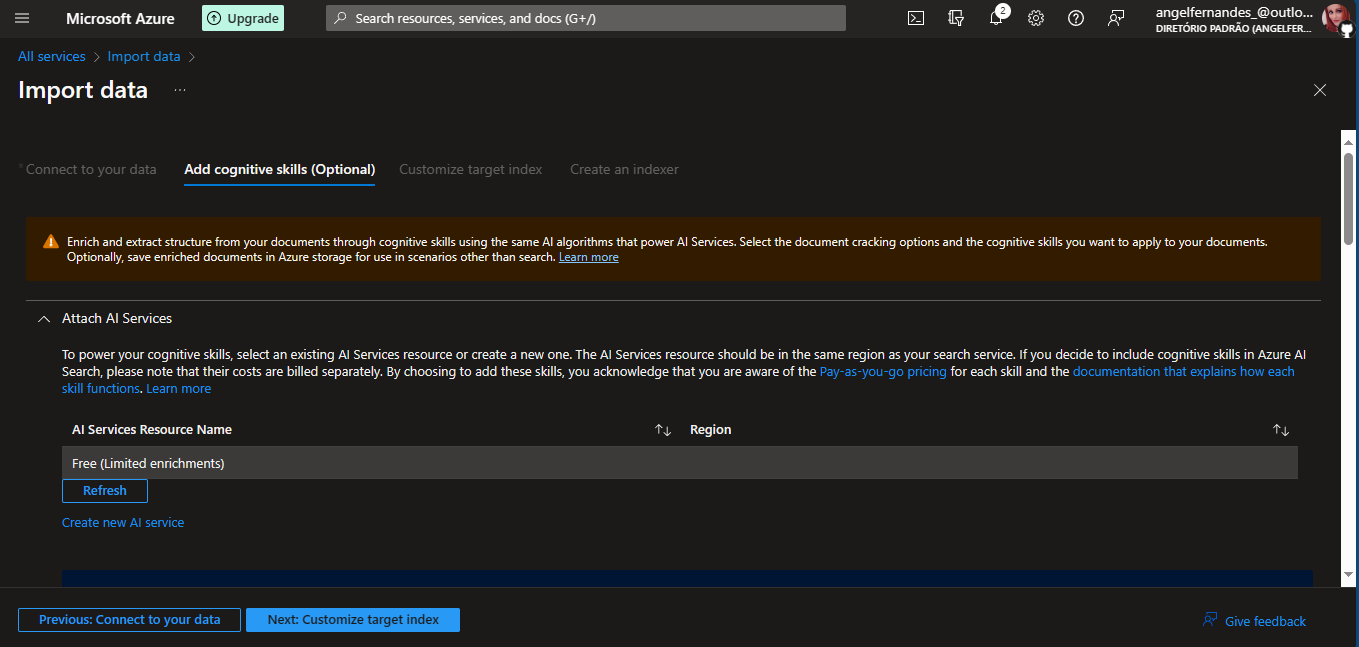 Microsoft Azure
Upgrade
Search resources, services, and docs (G+/)
2
angelfernandes_@outlo...
DIRETÓRIO PADRÃO (ANGELFER...
All services > Import data >
Import data ...
* Connect to your data
Add cognitive skills (Optional)
Customize target index
Create an indexer
Enrich and extract structure from your documents through cognitive skills using the same AI algorithms that power AI Services. Select the document cracking options and the cognitive skills you want to apply to your documents.
Optionally, save enriched documents in Azure storage for use in scenarios other than search. Learn more
Attach AI Services
To power your cognitive skills, select an existing AI Services resource or create a new one. The AI Services resource should be in the same region as your search service. If you decide to include cognitive skills in Azure AI
Search, please note that their costs are billed separately. By choosing to add these skills, you acknowledge that you are aware of the Pay-as-you-go pricing for each skill and the documentation that explains how each
skill functions. Learn more
AI Services Resource Name
Region
Free (Limited enrichments)
Refresh
Create new AI service
Previous: Connect to your data
Next: Customize target index
Give feedback